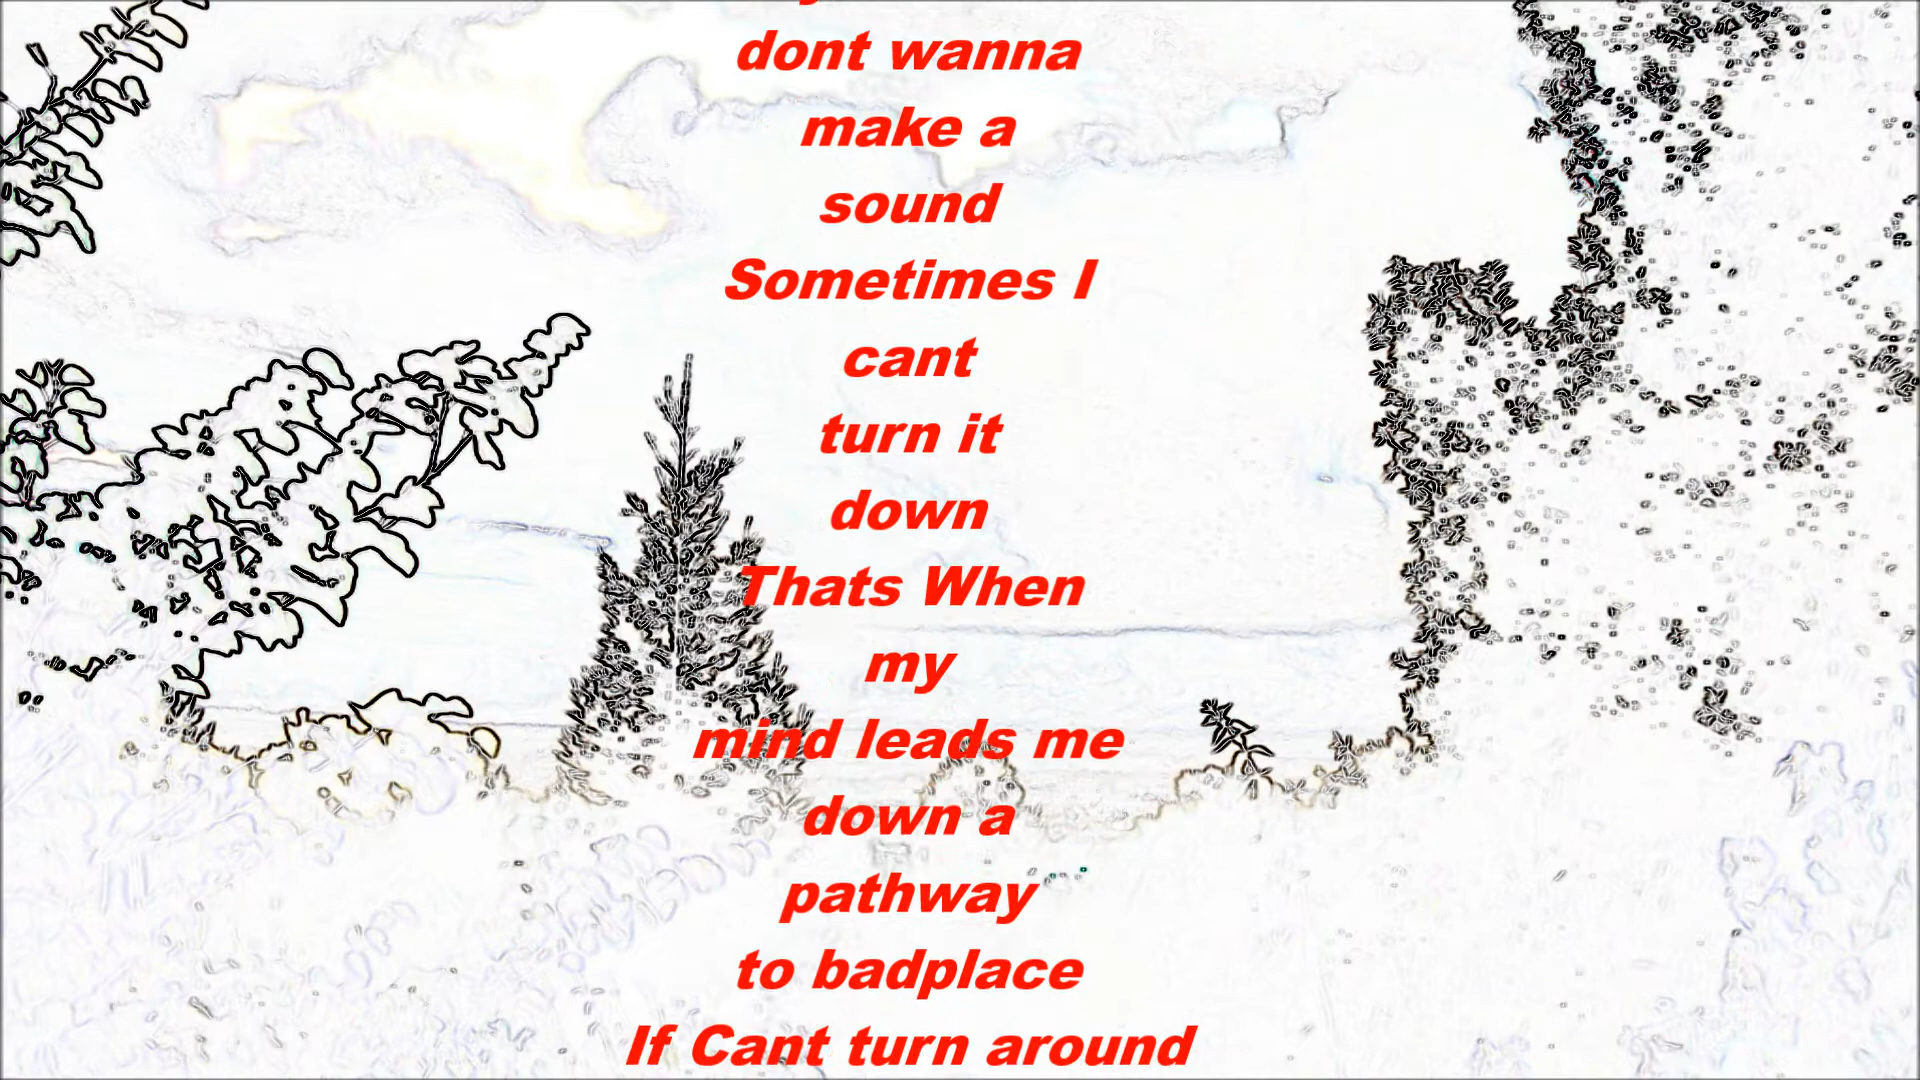 dont wanna
make a
sound
Sometimes I
cant
turn it
down
Thats When
my
mind leads me
down a
pathway
to badplace
If Cant turn around